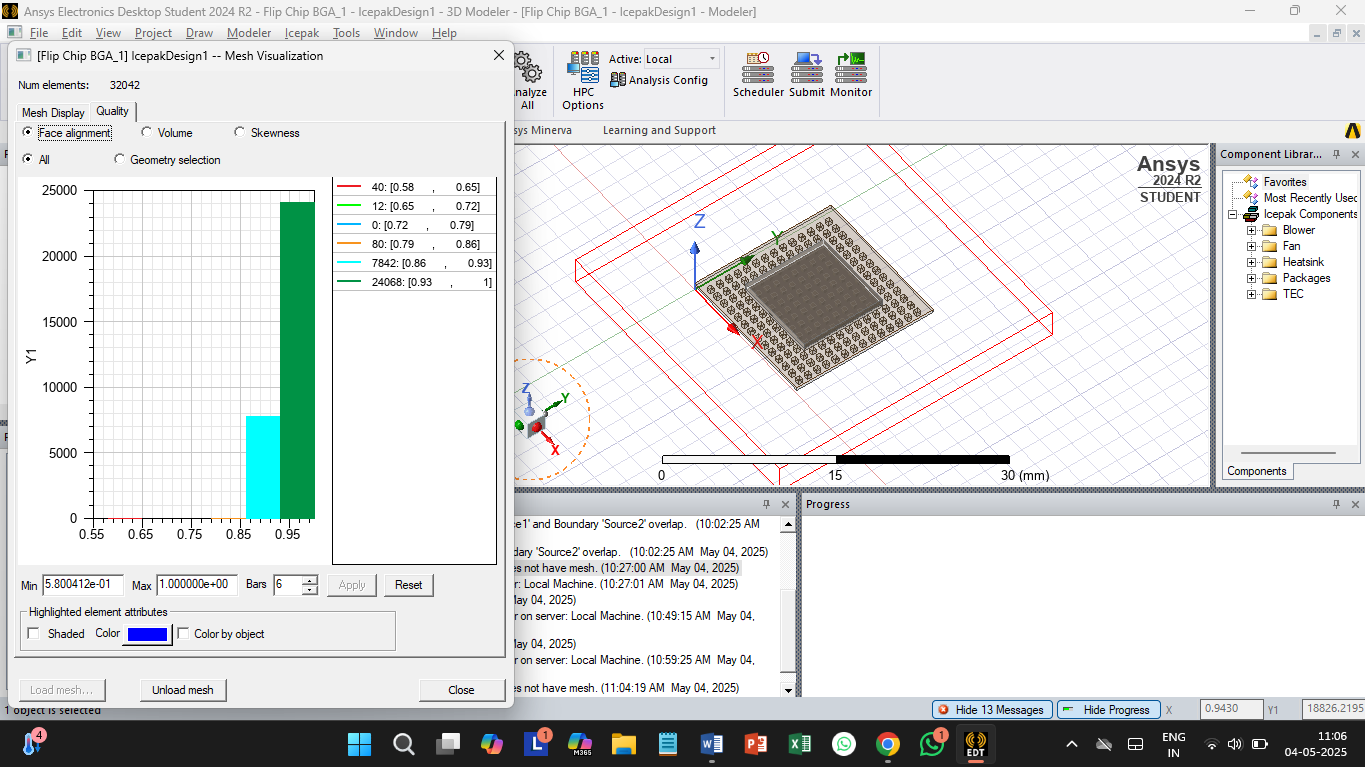 Ansys Electronics Desktop Student 2024 R2 - Flip Chip BGA_1 - IcepakDesign1 - 3D Modeler - [Flip Chip BGA_1 - IcepakDesign1 - Modeler]
File Edit View Project Draw Modeler Icepak Tools Window Help
[Flip Chip BGA_1] IcepakDesign1 -- Mesh Visualization
Num elements: 32042
Mesh Display Quality
Face alignment Volume Skewness
All Geometry selection
25000
20000
15000
10000
5000
0
Y1
0.55 0.65 0.75 0.85 0.95
40: [0.58 , 0.65]
12: [0.65 , 0.72]
0: [0.72 , 0.79]
80: [0.79 , 0.86]
7842: [0.86 , 0.93]
24068: [0.93 , 1]
Min 5.800412e-01 Max 1.000000e+00 Bars 6 Apply Reset
Highlighted element attributes
Shaded Color Color by object
Load mesh... Unload mesh Close
nalyze
All
HPC
Options
Active: Local
Analysis Config
Scheduler Submit Monitor
sys Minerva Learning and Support
Ansys
2024 R2
STUDENT
Z
Y
X
Z
Y
X
0 15 30 (mm)
Component Librar...
Favorites
Most Recently Used
Icepak Components
Blower
Fan
Heatsink
Packages
TEC
Components
Progress
ce1' and Boundary 'Source2' overlap. (10:02:25 AM
dary 'Source2' overlap. (10:02:25 AM May 04, 2025)
es not have mesh. (10:27:00 AM May 04, 2025)
r: Local Machine. (10:27:01 AM May 04, 2025)
May 04, 2025)
r on server: Local Machine. (10:49:15 AM May 04,
May 04, 2025)
r on server: Local Machine. (10:59:25 AM May 04,
es not have mesh. (11:04:19 AM May 04, 2025)
1 object is selected
Hide 13 Messages Hide Progress X 0.9430 Y1 18826.2195
4
1
M365
1
EDT
ENG
IN
11:06
04-05-2025